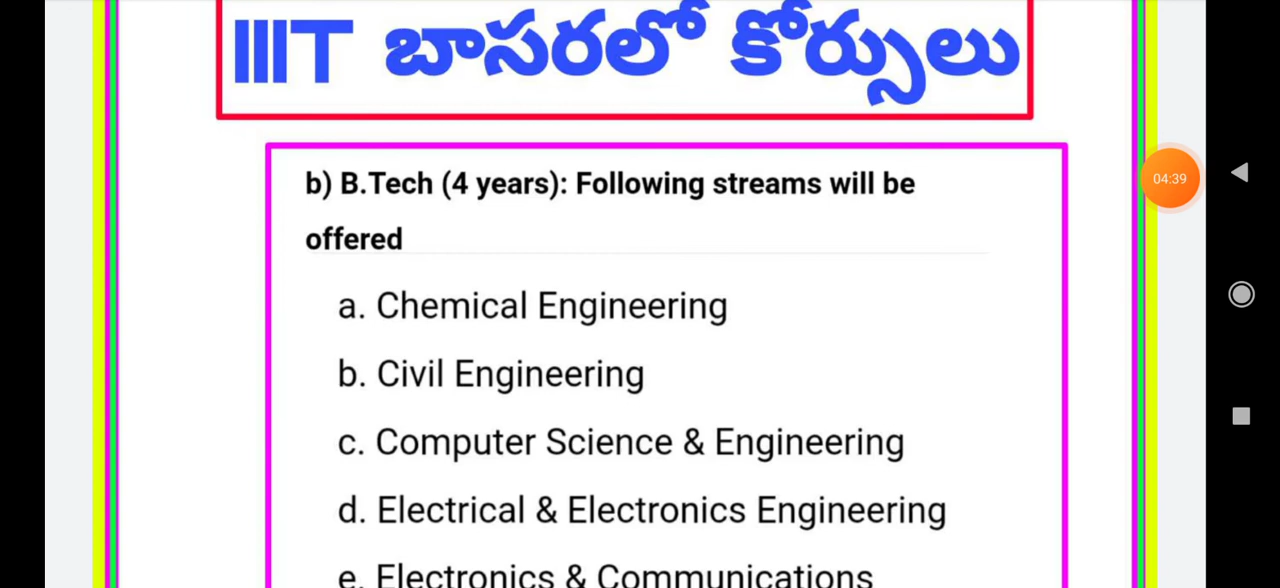 IIIT బాసరలో కోర్సులు
b) B.Tech (4 years): Following streams will be
offered
a. Chemical Engineering
b. Civil Engineering
c. Computer Science & Engineering
d. Electrical & Electronics Engineering
e. Electronics & Communications
04:39